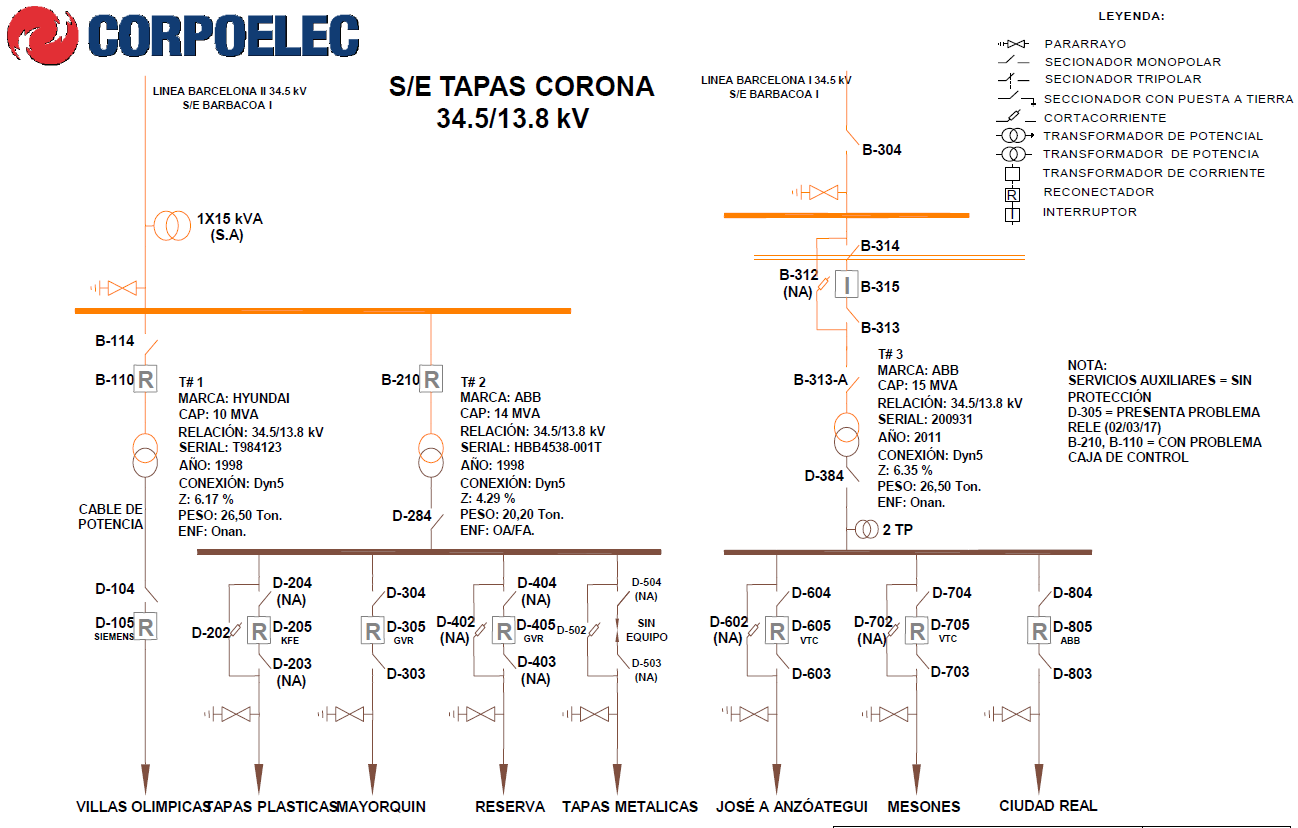 CORPOELEC
S/E TAPAS CORONA
34.5/13.8 kV
LINEA BARCELONA II 34.5 kV
S/E BARBACOA I
LINEA BARCELONA I 34.5 kV
S/E BARBACOA I
LEYENDA:
PARARRAYO
SECIONADOR MONOPOLAR
SECIONADOR TRIPOLAR
SECCIONADOR CON PUESTA A TIERRA
CORTACORRIENTE
TRANSFORMADOR DE POTENCIAL
TRANSFORMADOR DE POTENCIA
TRANSFORMADOR DE CORRIENTE
R
RECONECTADOR
I
INTERRUPTOR
1X15 kVA
(S.A)
B-304
B-314
B-312
(NA)
I
B-315
B-313
B-313-A
B-114
B-110
R
T# 1
MARCA: HYUNDAI
CAP: 10 MVA
RELACIÓN: 34.5/13.8 kV
SERIAL: T984123
AÑO: 1998
CONEXIÓN: Dyn5
Z: 6.17 %
PESO: 26,50 Ton.
ENF: Onan.
B-210
R
T# 2
MARCA: ABB
CAP: 14 MVA
RELACIÓN: 34.5/13.8 kV
SERIAL: HBB4538-001T
AÑO: 1998
CONEXIÓN: Dyn5
Z: 4.29 %
PESO: 20,20 Ton.
ENF: OA/FA.
T# 3
MARCA: ABB
CAP: 15 MVA
RELACIÓN: 34.5/13.8 kV
SERIAL: 200931
AÑO: 2011
CONEXIÓN: Dyn5
Z: 6.35 %
PESO: 26,50 Ton.
ENF: Onan.
NOTA:
SERVICIOS AUXILIARES = SIN
PROTECCIÓN
D-305 = PRESENTA PROBLEMA
RELE (02/03/17)
B-210, B-110 = CON PROBLEMA
CAJA DE CONTROL
CABLE DE
POTENCIA
D-284
D-384
2 TP
D-104
D-105
SIEMENS
R
D-204
(NA)
D-202
R
D-205
KFE
D-203
(NA)
D-304
R
D-305
GVR
D-303
D-404
(NA)
D-402
(NA)
R
D-405
GVR
D-403
(NA)
D-504
(NA)
D-502
SIN
EQUIPO
D-503
(NA)
D-604
D-602
(NA)
R
D-605
VTC
D-603
D-704
D-702
(NA)
R
D-705
VTC
D-703
D-804
R
D-805
ABB
D-803
VILLAS OLIMPICAS
TAPAS PLASTICAS
MAYORQUIN
RESERVA
TAPAS METALICAS
JOSÉ A ANZÓATEGUI
MESONES
CIUDAD REAL